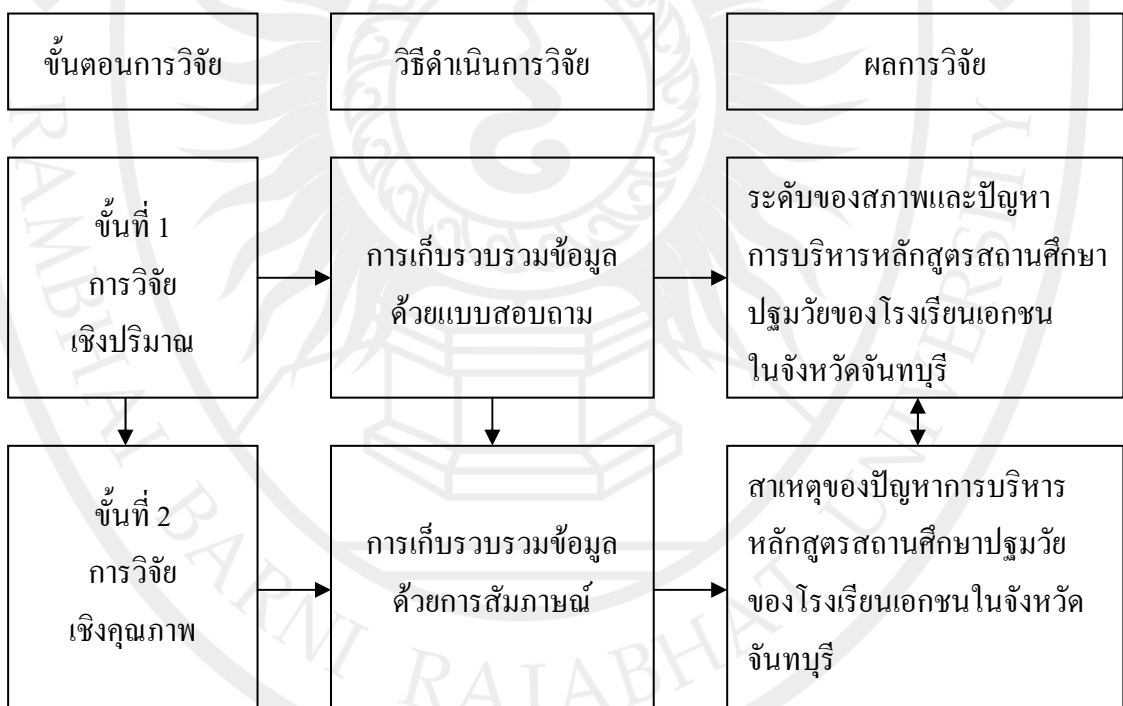 ขั้นตอนการวิจัย
วิธีดำเนินการวิจัย
ผลการวิจัย
ขั้นที่ 1
การวิจัย
เชิงปริมาณ
การเก็บรวบรวมข้อมูล
ด้วยแบบสอบถาม
ระดับของสภาพและปัญหา
การบริหารหลักสูตรสถานศึกษา
ปฐมวัยของโรงเรียนเอกชน
ในจังหวัดจันทบุรี
ขั้นที่ 2
การวิจัย
เชิงคุณภาพ
การเก็บรวบรวมข้อมูล
ด้วยการสัมภาษณ์
สาเหตุของปัญหาการบริหาร
หลักสูตรสถานศึกษาปฐมวัย
ของโรงเรียนเอกชนในจังหวัด
จันทบุรี
RAMBHAI BARNI RAJABHAT UNIVERSITY